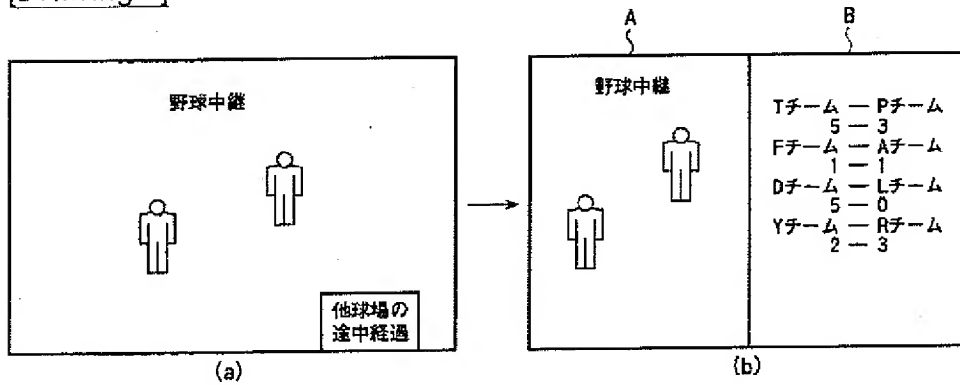 A
B
野球中継
他球場の
途中経過
(a)
野球中継
Tチーム — Pチーム
5 — 3
Fチーム — Aチーム
1 — 1
Dチーム — Lチーム
5 — 0
Yチーム — Rチーム
2 — 3
(b)